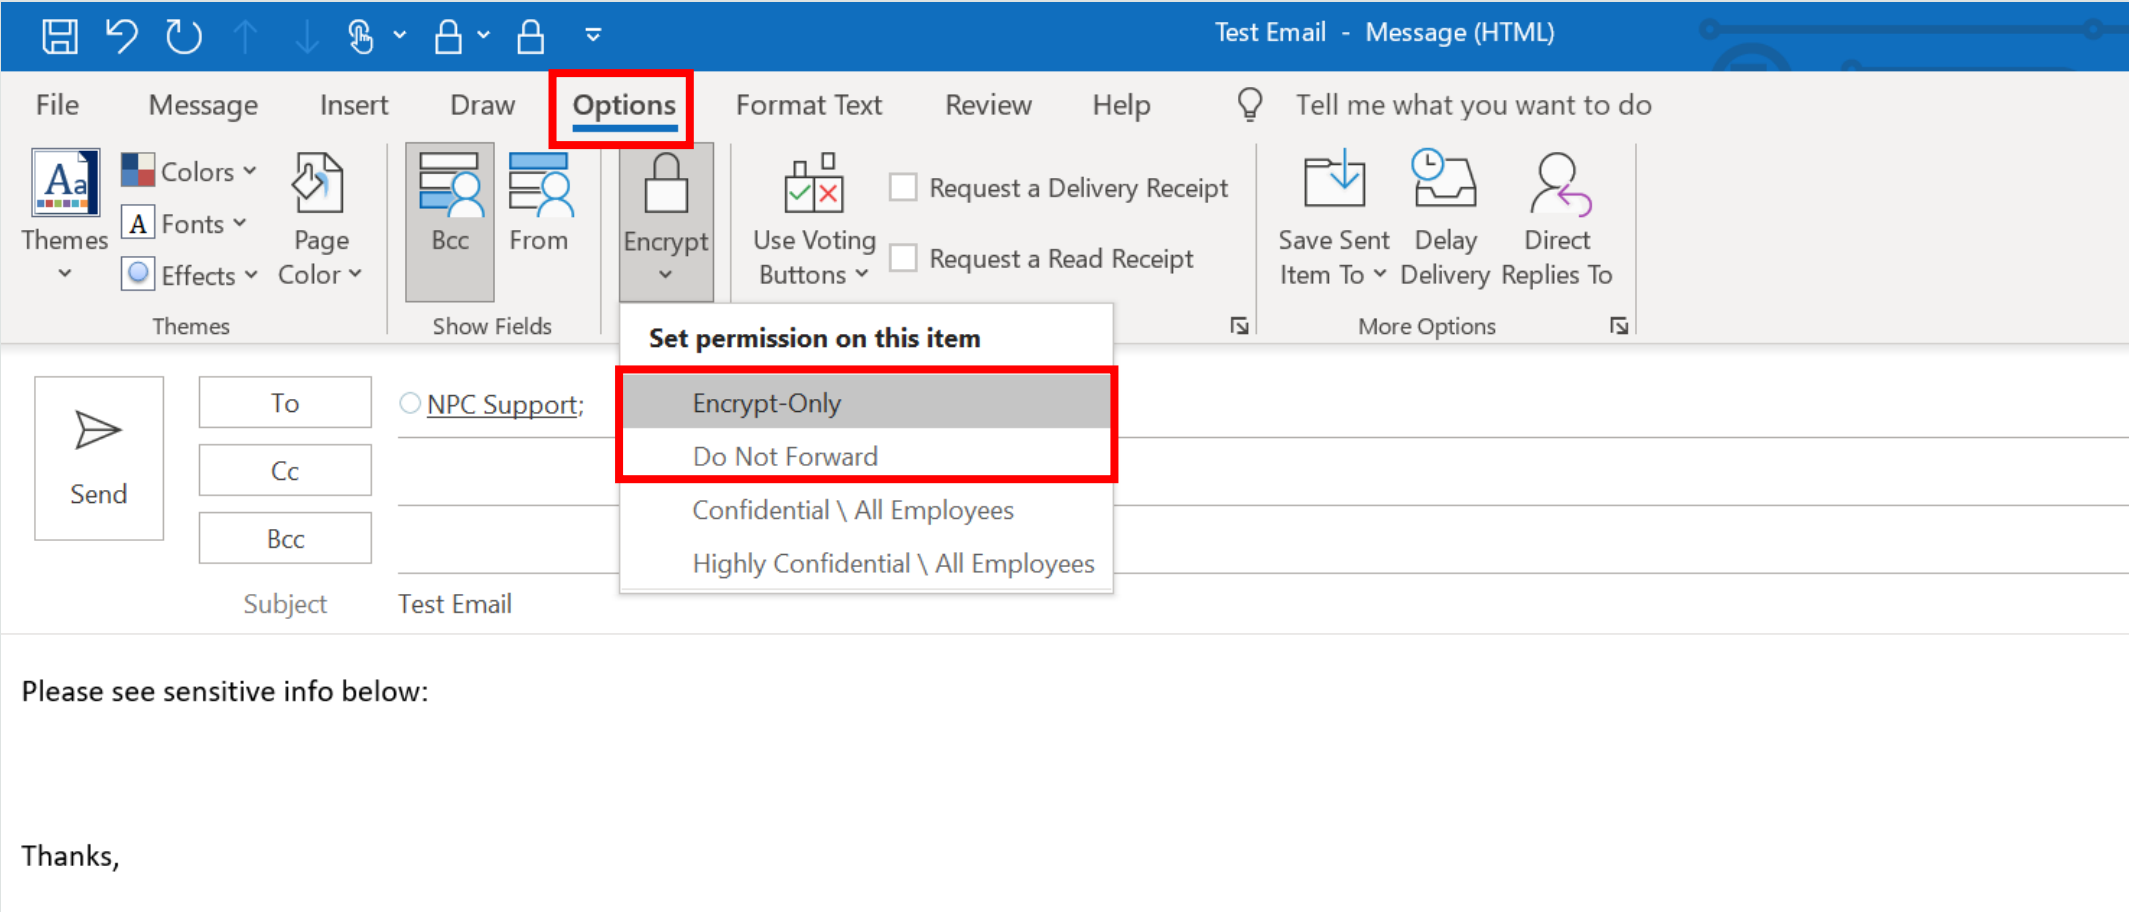 Test Email - Message (HTML)
File Message Insert Draw Options Format Text Review Help Tell me what you want to do
Aa
Themes
Colors
A Fonts
Effects
Page
Color
Themes
Bcc
From
Show Fields
Encrypt
Use Voting
Buttons
Request a Delivery Receipt
Request a Read Receipt
Save Sent
Item To
Delay
Delivery
Direct
Replies To
More Options
Set permission on this item
Encrypt-Only
Do Not Forward
Confidential \ All Employees
Highly Confidential \ All Employees
Send
To NPC Support;
Cc
Bcc
Subject Test Email
Please see sensitive info below:
Thanks,